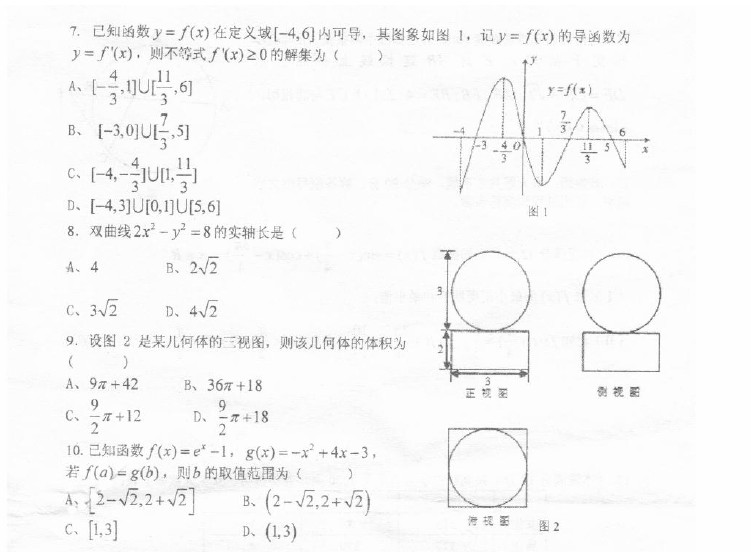 7、已知函数 y = f(x) 在定义域[-4,6]内可导，其图象如图 1，记 y = f(x) 的导函数为
y = f'(x)，则不等式 f'(x) ≥ 0 的解集为（　　）
A、[-4/3,1]∪[11/3,6]
B、[-3,0]∪[7/3,5]
C、[-4,-4/3]∪[1,11/3]
D、[-4,3]∪[0,1]∪[5,6]
y
y=f(x)
-4 -3 -4/3 O 1 7/3 11/3 5 6 x
图 1
8．双曲线 2x² - y² = 8 的实轴长是（　　）
A、4 B、2√2
C、3√2 D、4√2
9．设图 2 是某几何体的三视图，则该几何体的体积为
（　　）
A、9π+42 B、36π+18
C、9/2π+12 D、9/2π+18
3
2
3
正视图 侧视图
俯视图 图2
10. 已知函数 f(x) = eˣ - 1，g(x) = -x² + 4x - 3，
若 f(a) = g(b)，则 b 的取值范围为（　　）
A、[2-√2,2+√2] B、(2-√2,2+√2)
C、[1,3] D、(1,3)